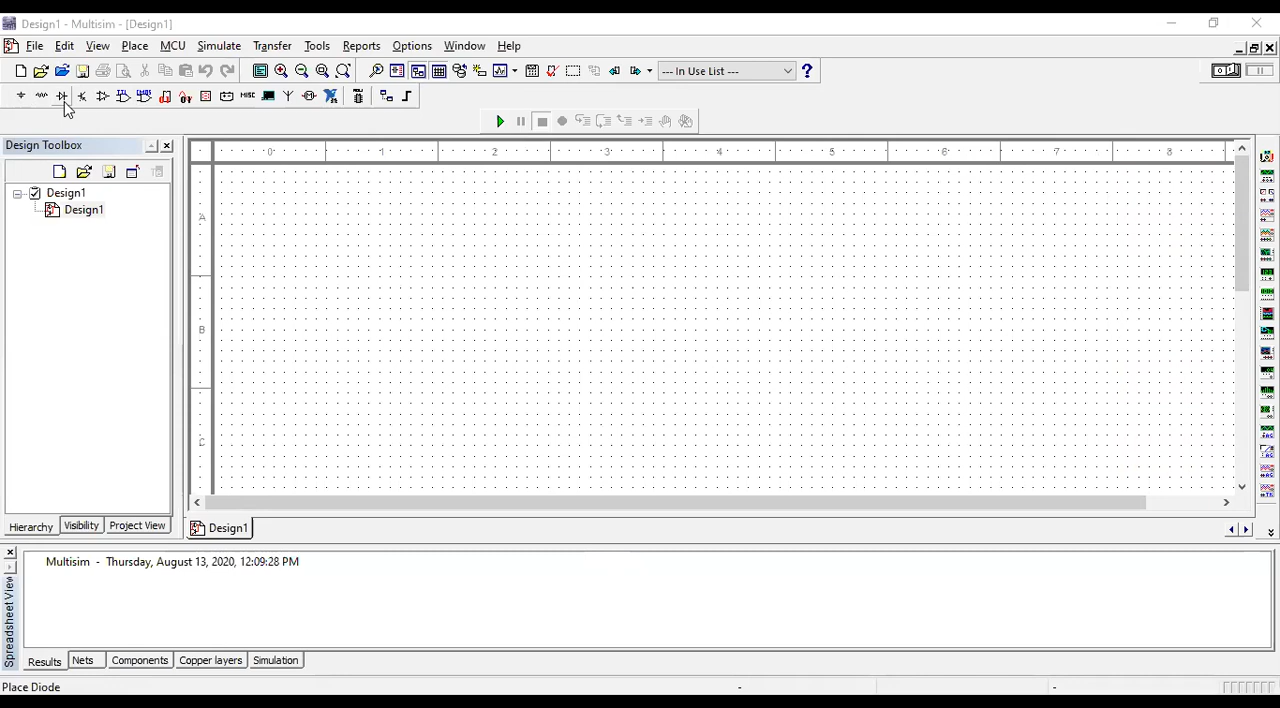 Design1 - Multisim - [Design1]
File Edit View Place MCU Simulate Transfer Tools Reports Options Window Help
--- In Use List ---
MISC
Design Toolbox
0 1 2 3 4 5 6 7 8
Design1
Design1
A
B
C
Hierarchy Visibility Project View
Design1
Multisim - Thursday, August 13, 2020, 12:09:28 PM
Spreadsheet View
Results Nets Components Copper layers Simulation
Place Diode - -